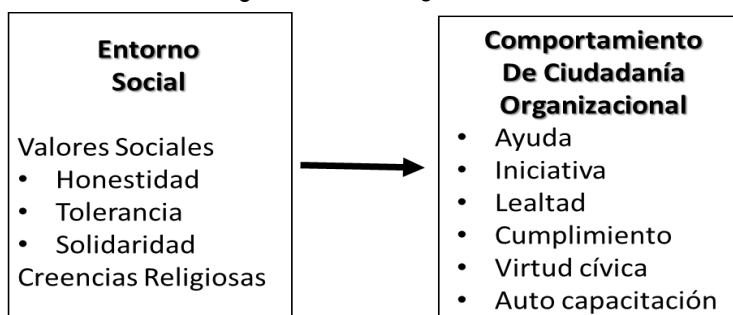 Entorno
Social
Valores Sociales
• Honestidad
• Tolerancia
• Solidaridad
Creencias Religiosas
Comportamiento
De Ciudadanía
Organizacional
• Ayuda
• Iniciativa
• Lealtad
• Cumplimiento
• Virtud cívica
• Auto capacitación